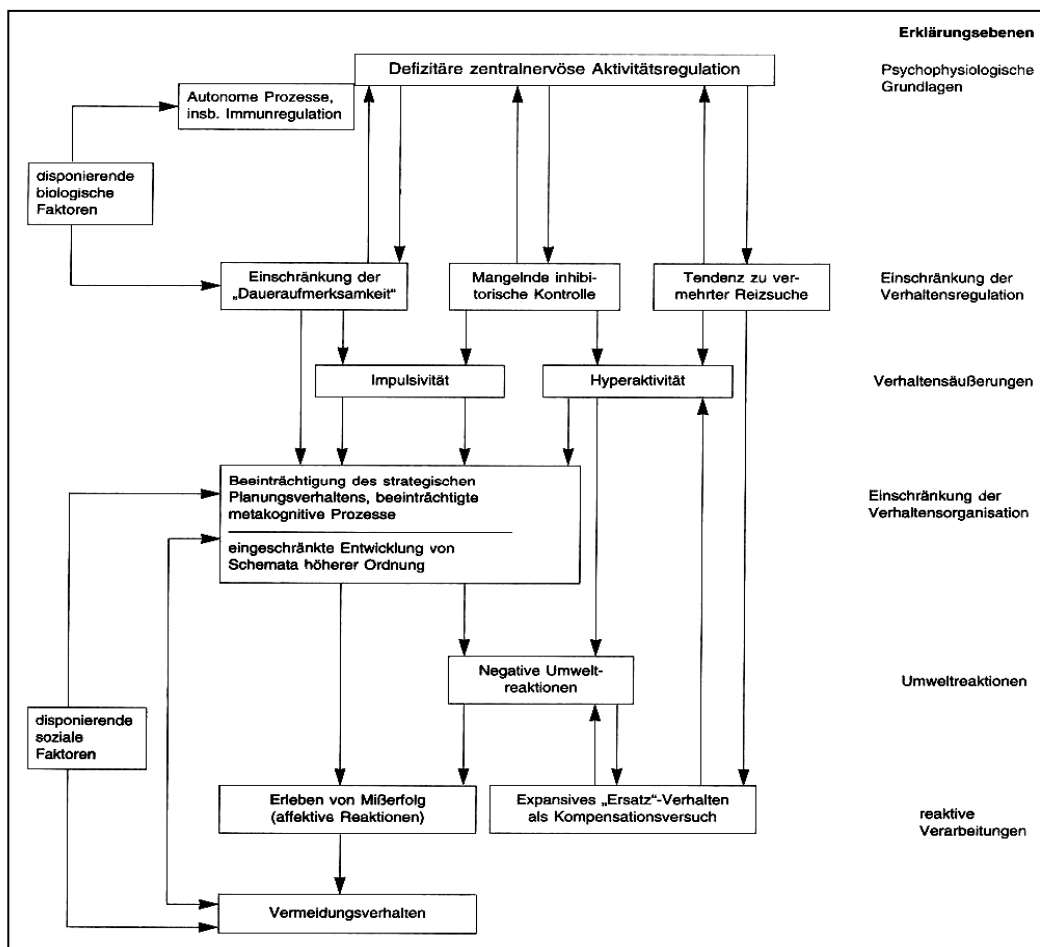 Erklärungsebenen
Defizitäre zentralnervöse Aktivitätsregulation
Psychophysiologische
Grundlagen
Autonome Prozesse,
insb. Immunregulation
disponierende
biologische
Faktoren
Einschränkung der
„Daueraufmerksamkeit“
Mangelnde inhibi-
torische Kontrolle
Tendenz zu ver-
mehrter Reizsuche
Einschränkung der
Verhaltensregulation
Impulsivität
Hyperaktivität
Verhaltensäußerungen
Beeinträchtigung des strategischen
Planungsverhaltens, beeinträchtigte
metakognitive Prozesse
eingeschränkte Entwicklung von
Schemata höherer Ordnung
Einschränkung der
Verhaltensorganisation
Negative Umwelt-
reaktionen
Umweltreaktionen
disponierende
soziale
Faktoren
Erleben von Mißerfolg
(affektive Reaktionen)
Expansives „Ersatz“-Verhalten
als Kompensationsversuch
reaktive
Verarbeitungen
Vermeidungsverhalten